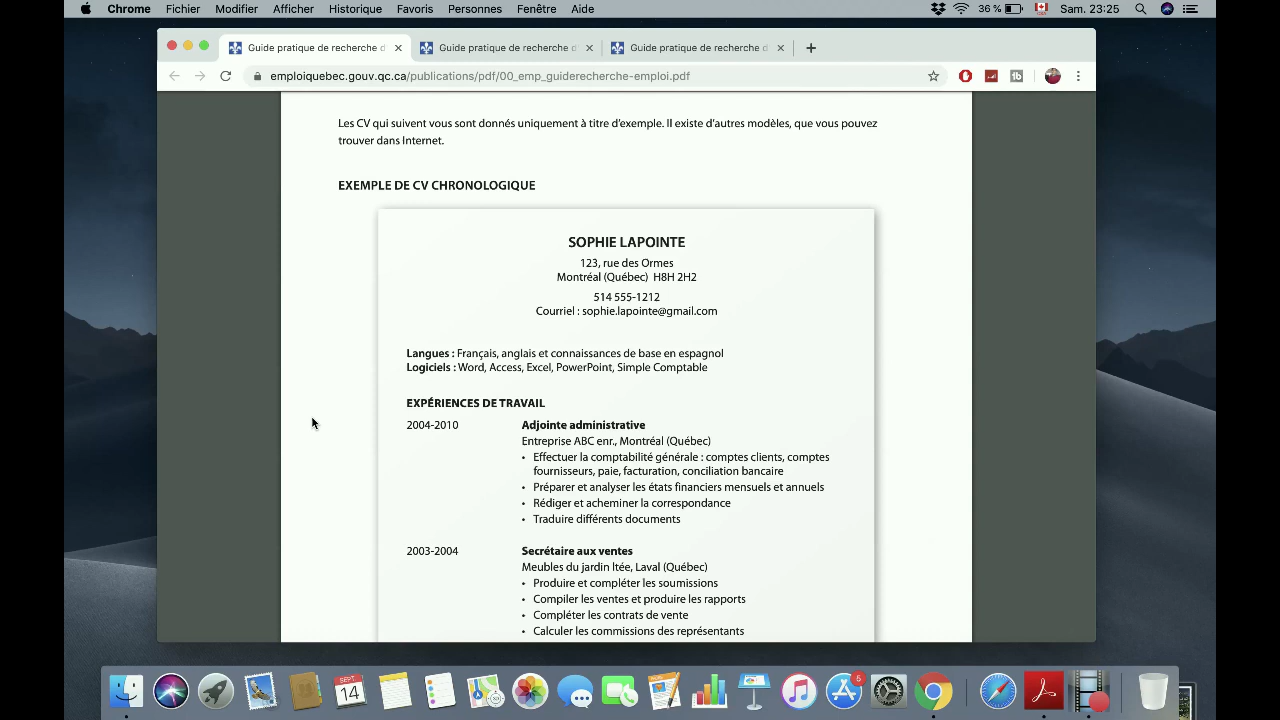 Chrome Fichier Modifier Afficher Historique Favoris Personnes Fenêtre Aide 36 % Sam. 23:25
Guide pratique de recherche d Guide pratique de recherche d Guide pratique de recherche d
emploiquebec.gouv.qc.ca/publications/pdf/00_emp_guiderecherche-emploi.pdf
Les CV qui suivent vous sont donnés uniquement à titre d'exemple. Il existe d'autres modèles, que vous pouvez
trouver dans Internet.
EXEMPLE DE CV CHRONOLOGIQUE
SOPHIE LAPOINTE
123, rue des Ormes
Montréal (Québec) H8H 2H2
514 555-1212
Courriel : sophie.lapointe@gmail.com
Langues : Français, anglais et connaissances de base en espagnol
Logiciels : Word, Access, Excel, PowerPoint, Simple Comptable
EXPÉRIENCES DE TRAVAIL
2004-2010 Adjointe administrative
Entreprise ABC enr., Montréal (Québec)
• Effectuer la comptabilité générale : comptes clients, comptes
fournisseurs, paie, facturation, conciliation bancaire
• Préparer et analyser les états financiers mensuels et annuels
• Rédiger et acheminer la correspondance
• Traduire différents documents
2003-2004 Secrétaire aux ventes
Meubles du jardin ltée, Laval (Québec)
• Produire et compléter les soumissions
• Compiler les ventes et produire les rapports
• Compléter les contrats de vente
• Calculer les commissions des représentants
SEPT.
14
5